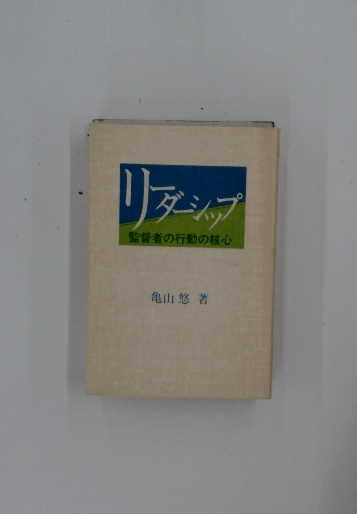 リーダーシップ
監督者の行動の核心
亀山 悠 著